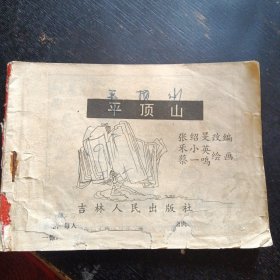 平顶山
平顶山
张绍是改编
米小英
蔡一鸣绘画
吉林人民出版社